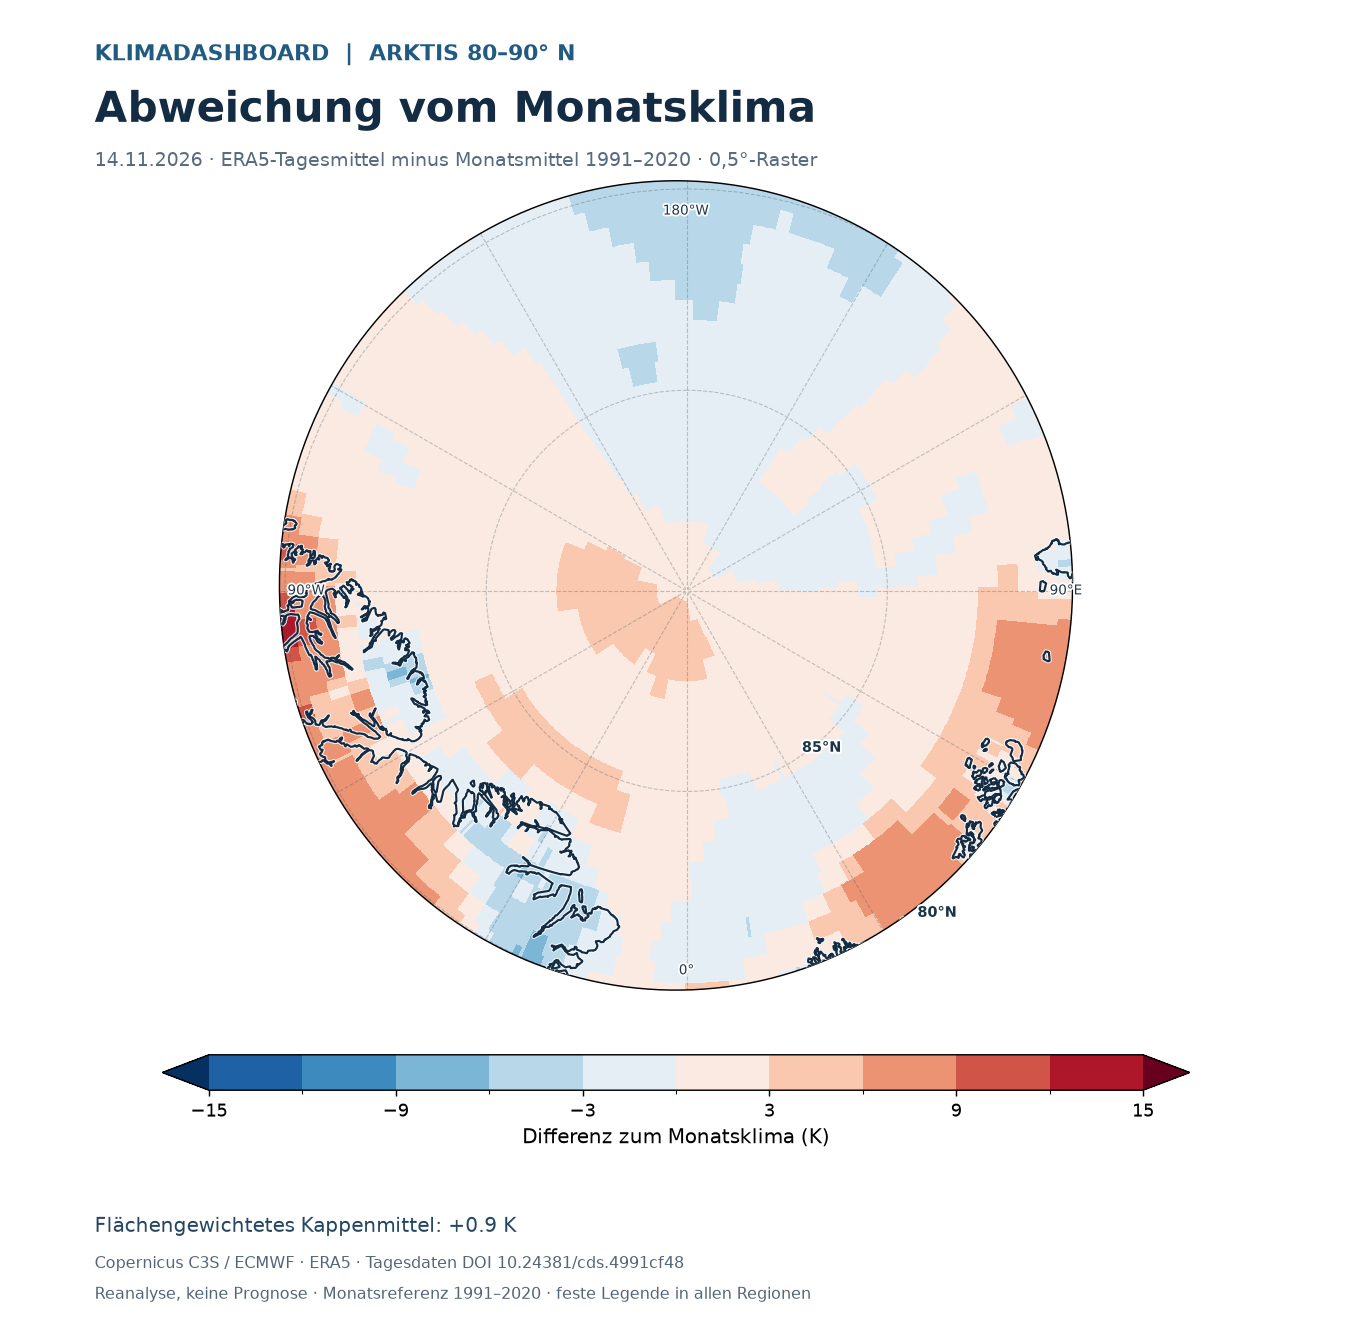 KLIMADASHBOARD | ARKTIS 80–90° N
Abweichung vom Monatsklima
14.11.2026 · ERA5-Tagesmittel minus Monatsmittel 1991–2020 · 0,5°-Raster
180°W
90°W
90°E
85°N
80°N
0°
−15 −9 −3 3 9 15
Differenz zum Monatsklima (K)
Flächengewichtetes Kappenmittel: +0.9 K
Copernicus C3S / ECMWF · ERA5 · Tagesdaten DOI 10.24381/cds.4991cf48
Reanalyse, keine Prognose · Monatsreferenz 1991–2020 · feste Legende in allen Regionen